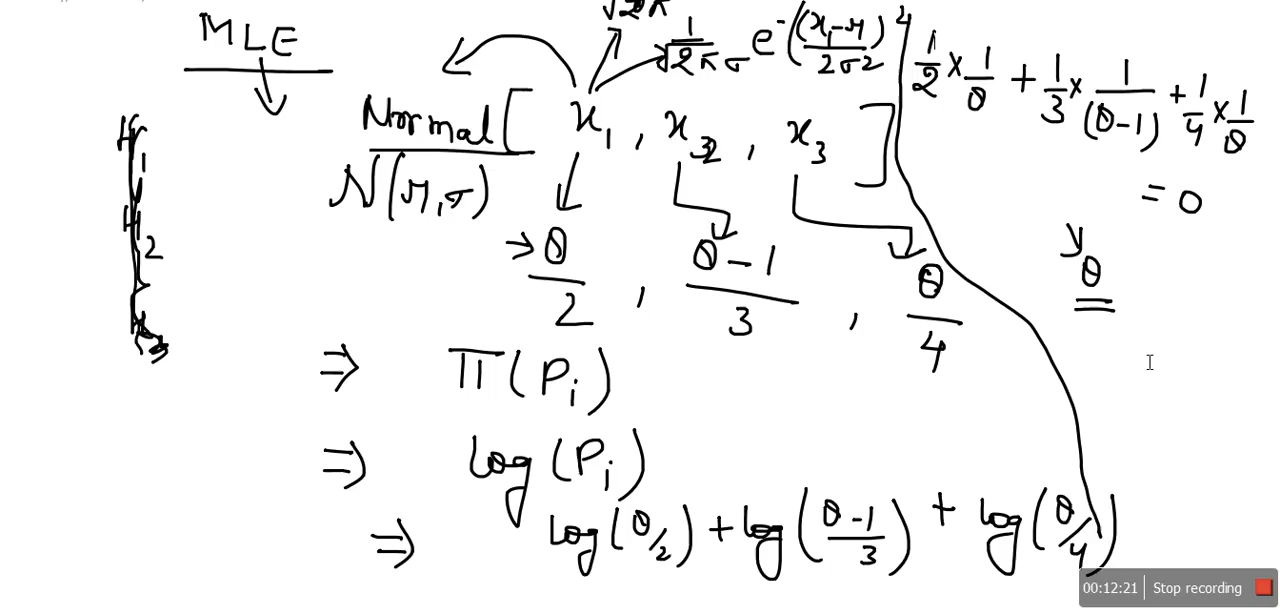 MLE
√2π
1/√2πσ e^-((x₁-μ)/2σ2)²
Normal [ x₁, x₂, x₃ ]
N(μ,σ)
H₁
H₂
→ θ/2, θ-1/3, θ/4
⇒ π(Pᵢ)
⇒ log(Pᵢ)
⇒ log(θ/2) + log(θ-1/3) + log(θ/4)
1/2 × 1/θ + 1/3 × 1/(θ-1) + 1/4 × 1/θ
= 0
θ
00:12:21 Stop recording